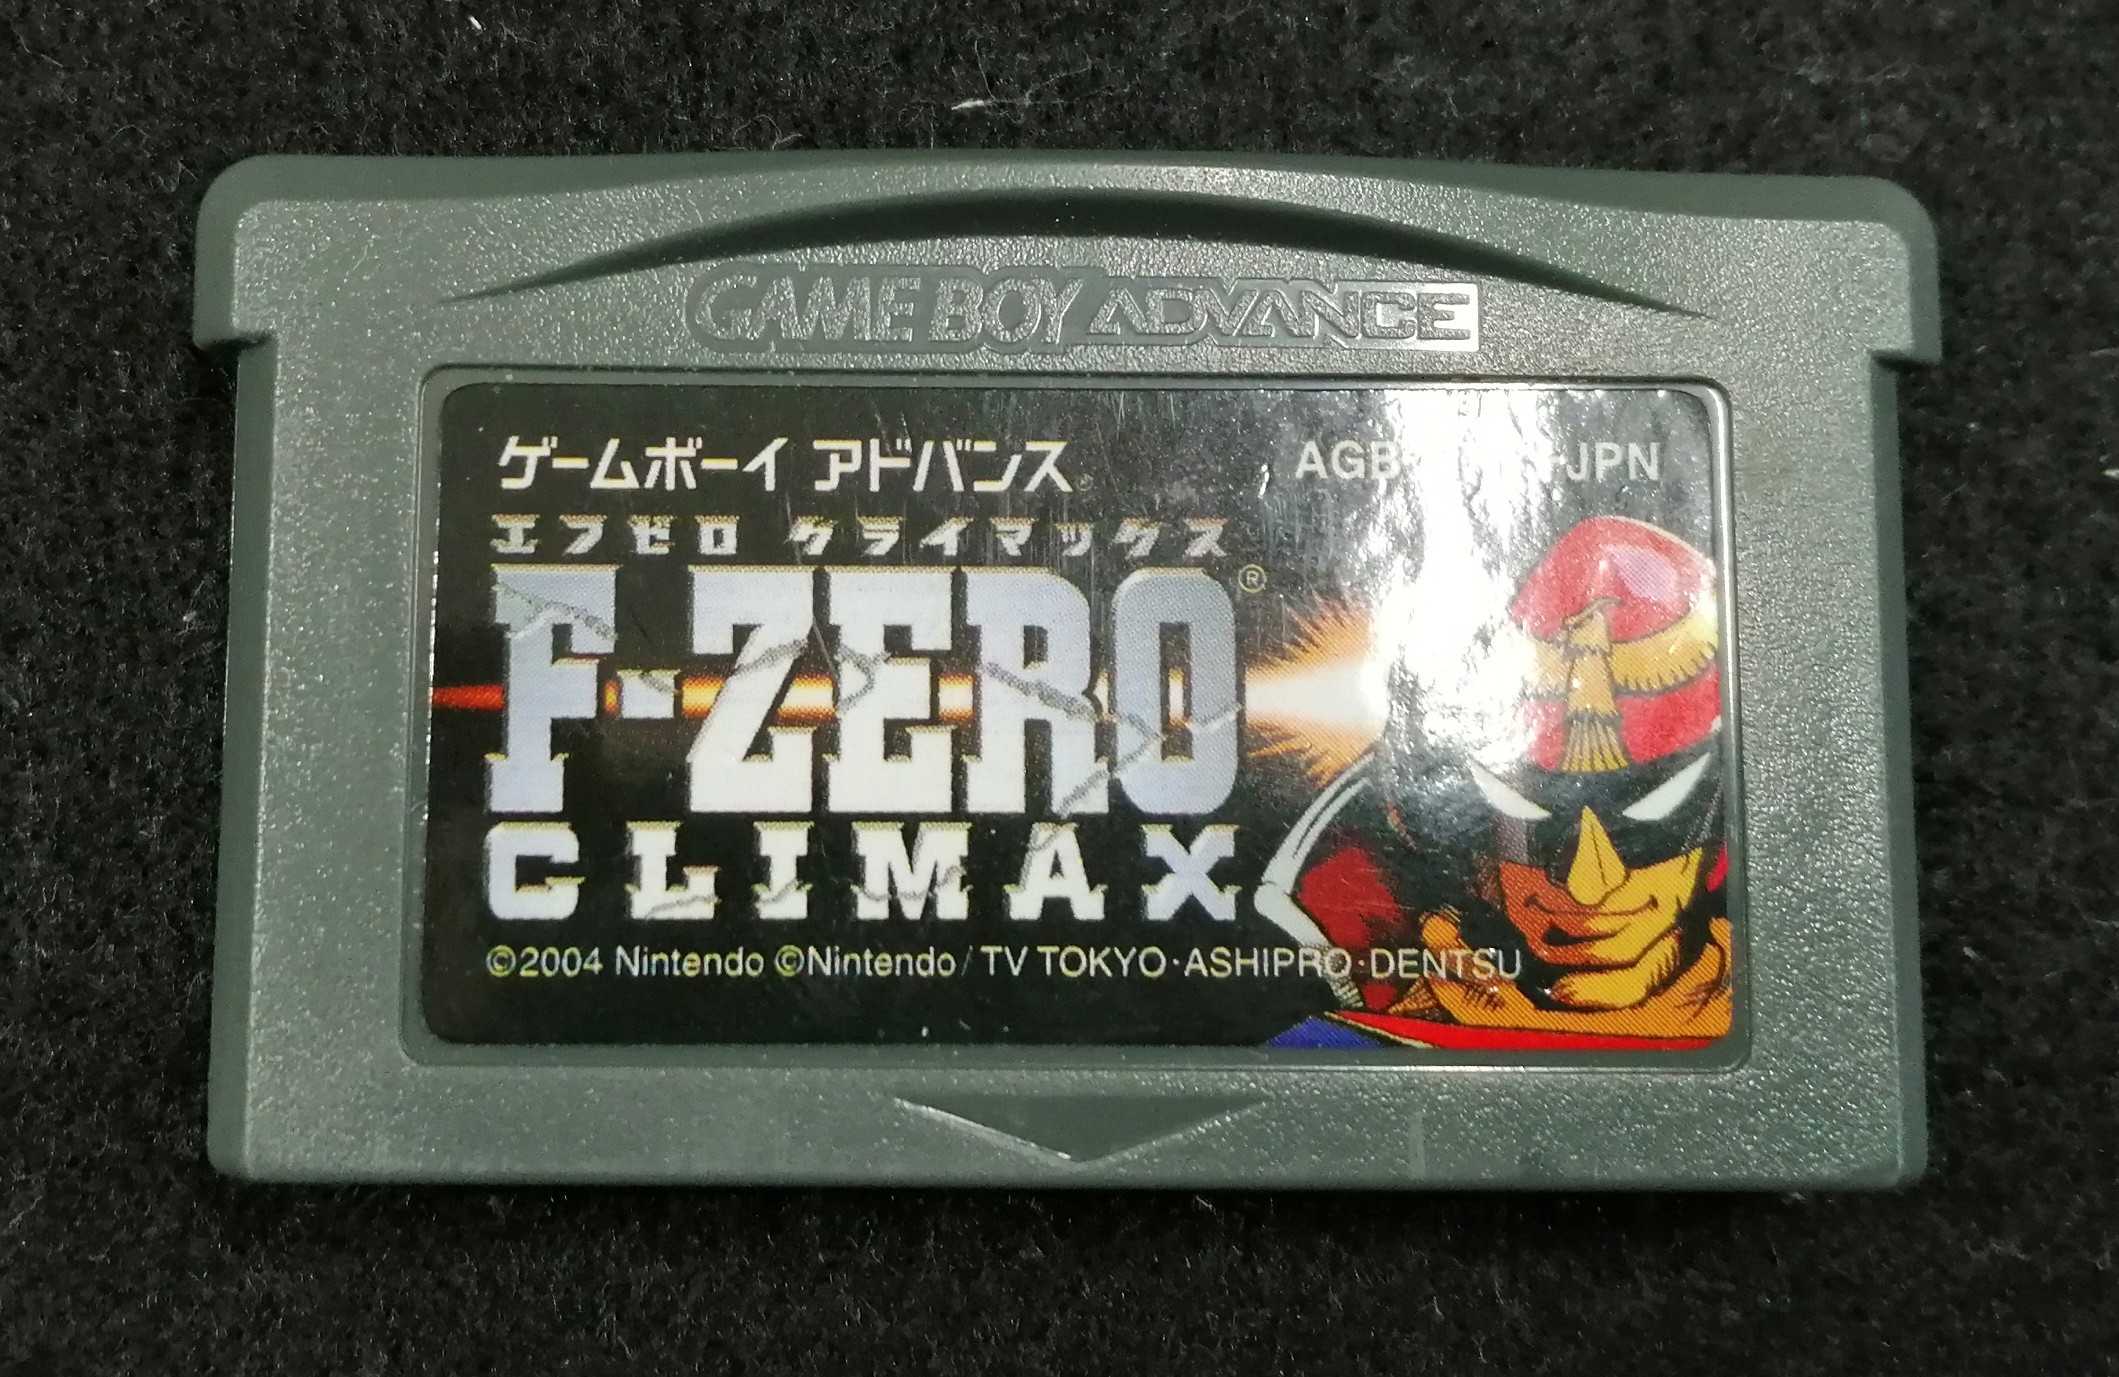 GAME BOY ADVANCE
ゲームボーイ アドバンス
AGB JPN
エフゼロ クライマックス
F-ZERO®
CLIMAX
©2004 Nintendo ©Nintendo/TV TOKYO・ASHIPRO・DENTSU